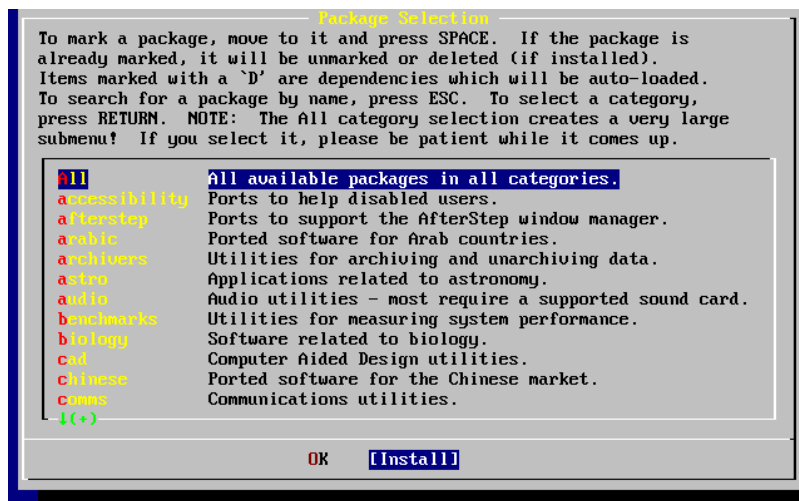 Package Selection
To mark a package, move to it and press SPACE.  If the package is
already marked, it will be unmarked or deleted (if installed).
Items marked with a `D' are dependencies which will be auto-loaded.
To search for a package by name, press ESC.  To select a category,
press RETURN.  NOTE:  The All category selection creates a very large
submenu!  If you select it, please be patient while it comes up.
All All available packages in all categories.
accessibility Ports to help disabled users.
afterstep Ports to support the AfterStep window manager.
arabic Ported software for Arab countries.
archivers Utilities for archiving and unarchiving data.
astro Applications related to astronomy.
audio Audio utilities - most require a supported sound card.
benchmarks Utilities for measuring system performance.
biology Software related to biology.
cad Computer Aided Design utilities.
chinese Ported software for the Chinese market.
comms Communications utilities.
↓(+)
OK [Install]